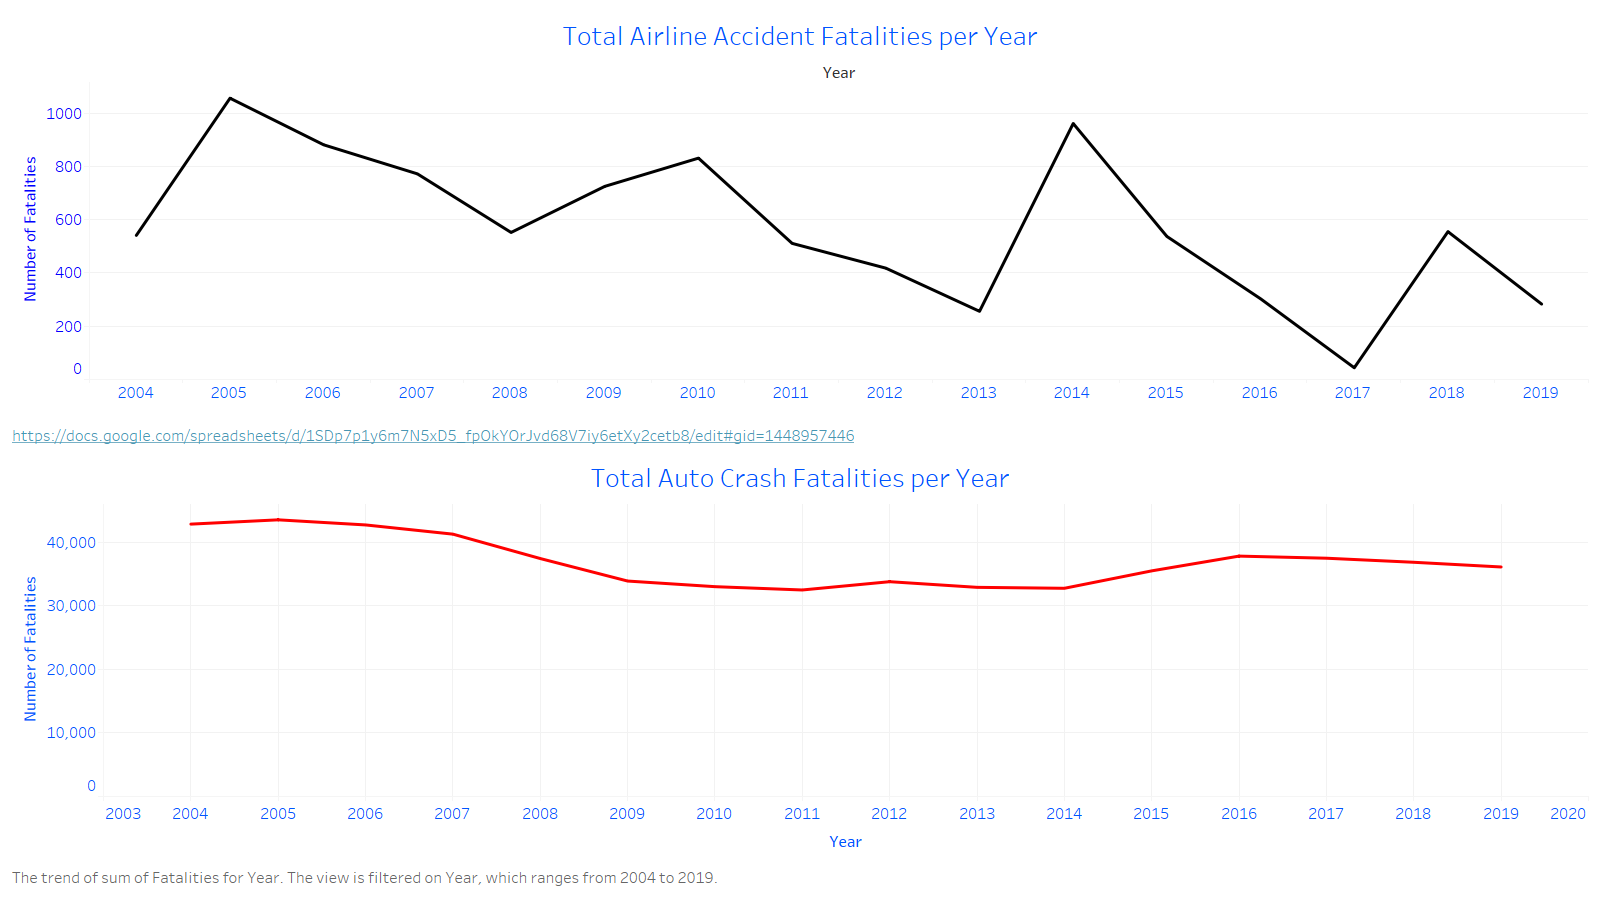 Total Airline Accident Fatalities per Year
Year
Number of Fatalities
1000
800
600
400
200
0
2004 2005 2006 2007 2008 2009 2010 2011 2012 2013 2014 2015 2016 2017 2018 2019
https://docs.google.com/spreadsheets/d/1SDp7p1y6m7N5xD5_fpOkYOrJvd68V7iy6etXy2cetb8/edit#gid=1448957446
Total Auto Crash Fatalities per Year
Number of Fatalities
40,000
30,000
20,000
10,000
0
2003 2004 2005 2006 2007 2008 2009 2010 2011 2012 2013 2014 2015 2016 2017 2018 2019 2020
Year
The trend of sum of Fatalities for Year. The view is filtered on Year, which ranges from 2004 to 2019.